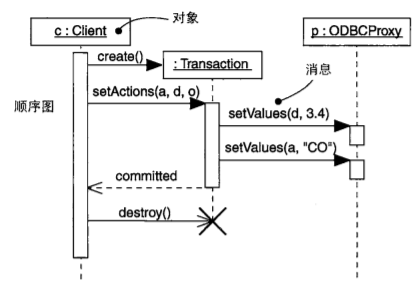 对象
c : Client
p : ODBCProxy
create()
: Transaction
消息
顺序图
setActions(a, d, o)
setValues(d, 3.4)
setValues(a, "CO")
committed
destroy()